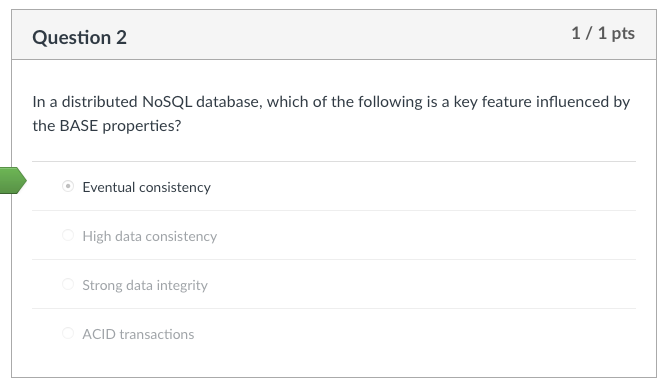 Question 2
1 / 1 pts
In a distributed NoSQL database, which of the following is a key feature influenced by
the BASE properties?
Eventual consistency
High data consistency
Strong data integrity
ACID transactions